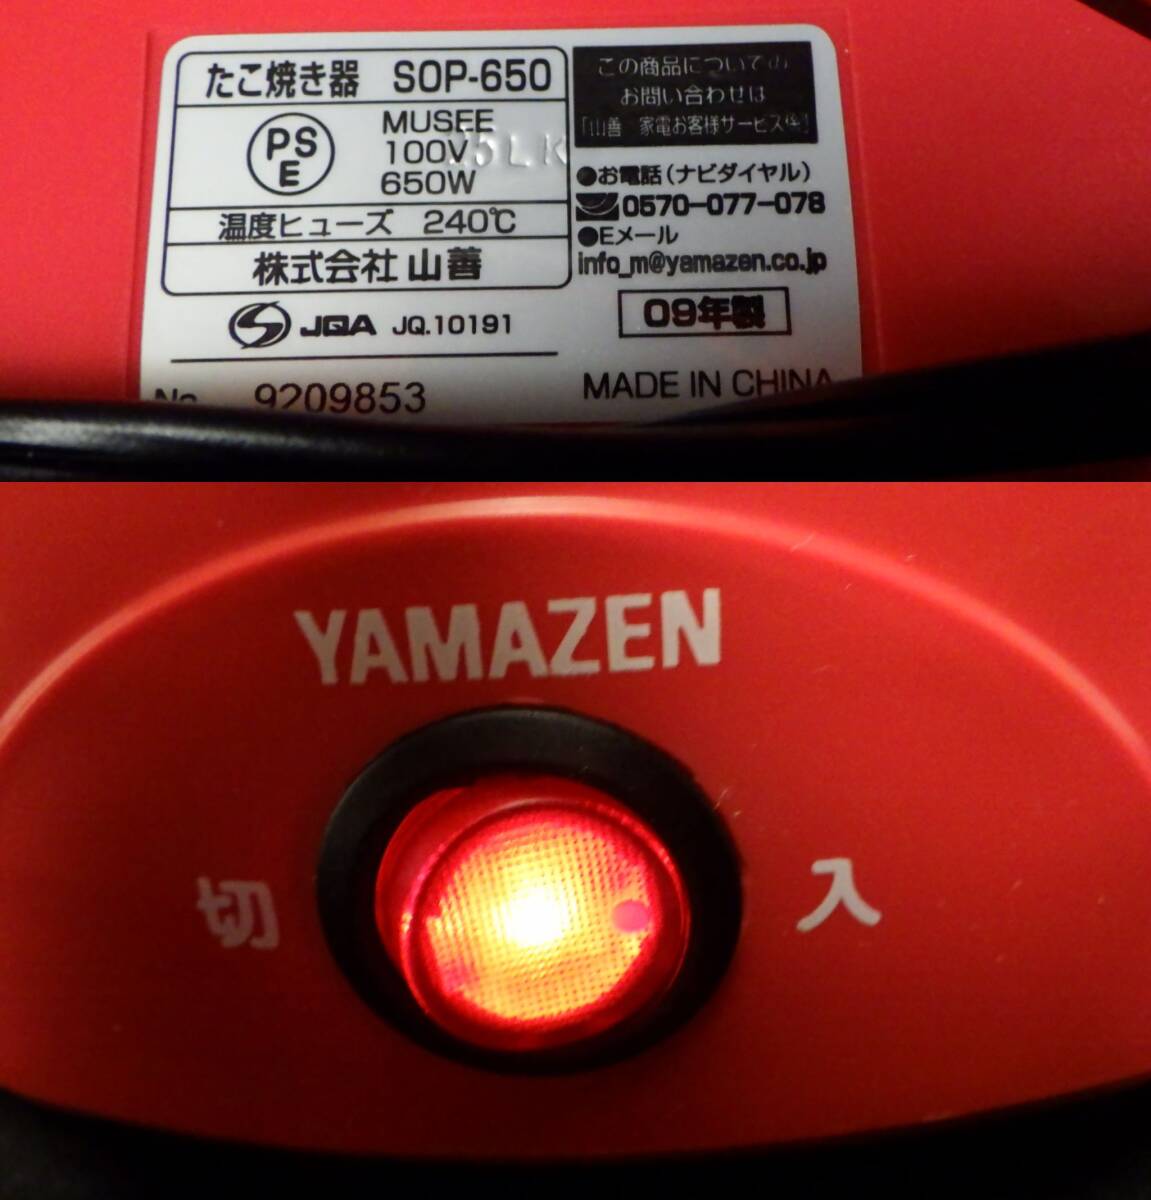 たこ焼き器 SOP-650
PS
E
MUSEE
100V
650W
温度ヒューズ 240℃
株式会社 山善
JQA JQ.10191
No. 9209853
この商品についての
お問い合わせは
「山善 家電お客様サービス係」
●お電話(ナビダイヤル)
0570-077-078
●Eメール
info_m@yamazen.co.jp
09年製
MADE IN CHINA
YAMAZEN
切
入